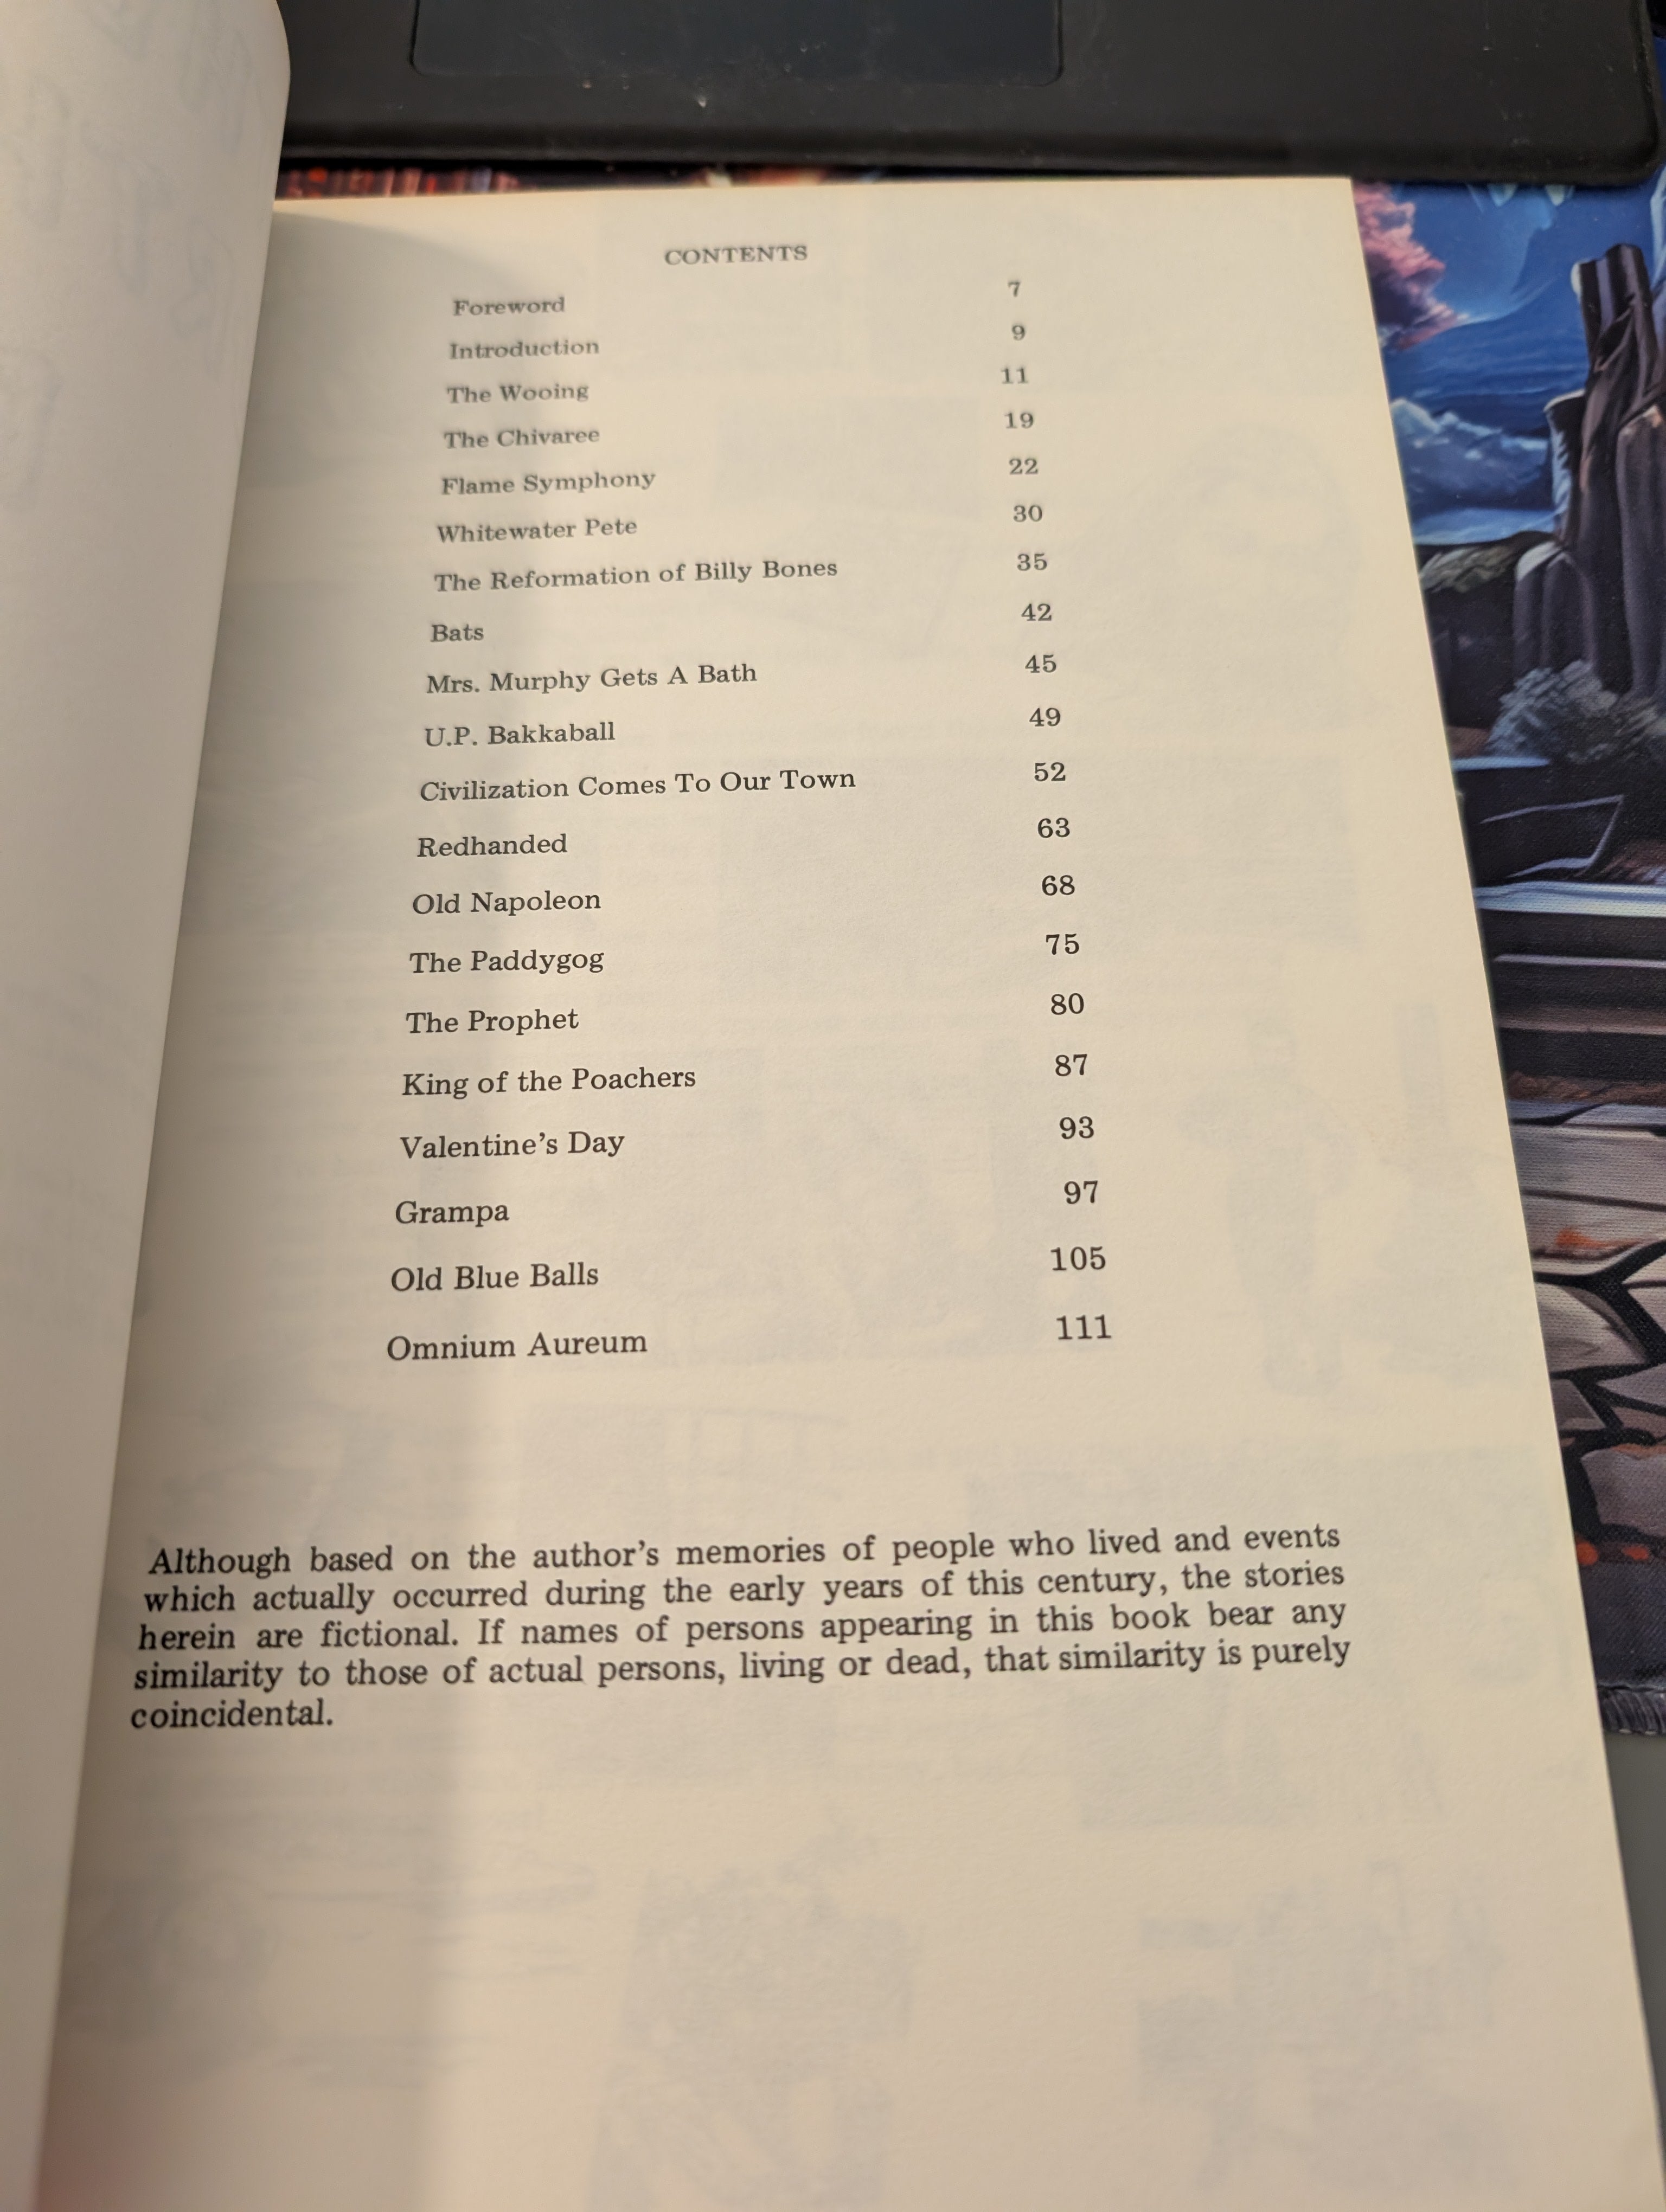 CONTENTS
Foreword 7
Introduction 9
The Wooing 11
The Chivaree 19
Flame Symphony 22
Whitewater Pete 30
The Reformation of Billy Bones 35
Bats 42
Mrs. Murphy Gets A Bath 45
U.P. Bakkaball 49
Civilization Comes To Our Town 52
Redhanded 63
Old Napoleon 68
The Paddygog 75
The Prophet 80
King of the Poachers 87
Valentine's Day 93
Grampa 97
Old Blue Balls 105
Omnium Aureum 111
Although based on the author's memories of people who lived and events
which actually occurred during the early years of this century, the stories
herein are fictional. If names of persons appearing in this book bear any
similarity to those of actual persons, living or dead, that similarity is purely
coincidental.